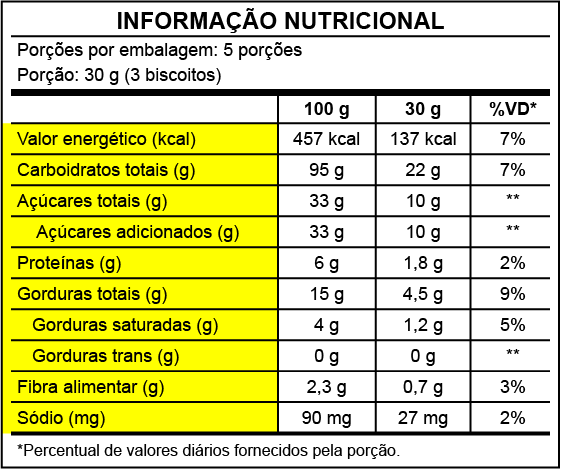 INFORMAÇÃO NUTRICIONAL
Porções por embalagem: 5 porções
Porção: 30 g (3 biscoitos)
100 g 30 g %VD*
Valor energético (kcal) 457 kcal 137 kcal 7%
Carboidratos totais (g) 95 g 22 g 7%
Açúcares totais (g) 33 g 10 g **
Açúcares adicionados (g) 33 g 10 g **
Proteínas (g) 6 g 1,8 g 2%
Gorduras totais (g) 15 g 4,5 g 9%
Gorduras saturadas (g) 4 g 1,2 g 5%
Gorduras trans (g) 0 g 0 g **
Fibra alimentar (g) 2,3 g 0,7 g 3%
Sódio (mg) 90 mg 27 mg 2%
*Percentual de valores diários fornecidos pela porção.